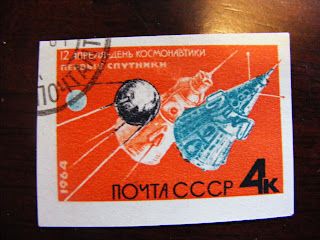 12 АПРЕЛЯ-ДЕНЬ КОСМОНАВТИКИ
ПЕРВЫЕ СПУТНИКИ
1964
ПОЧТА СССР 4к